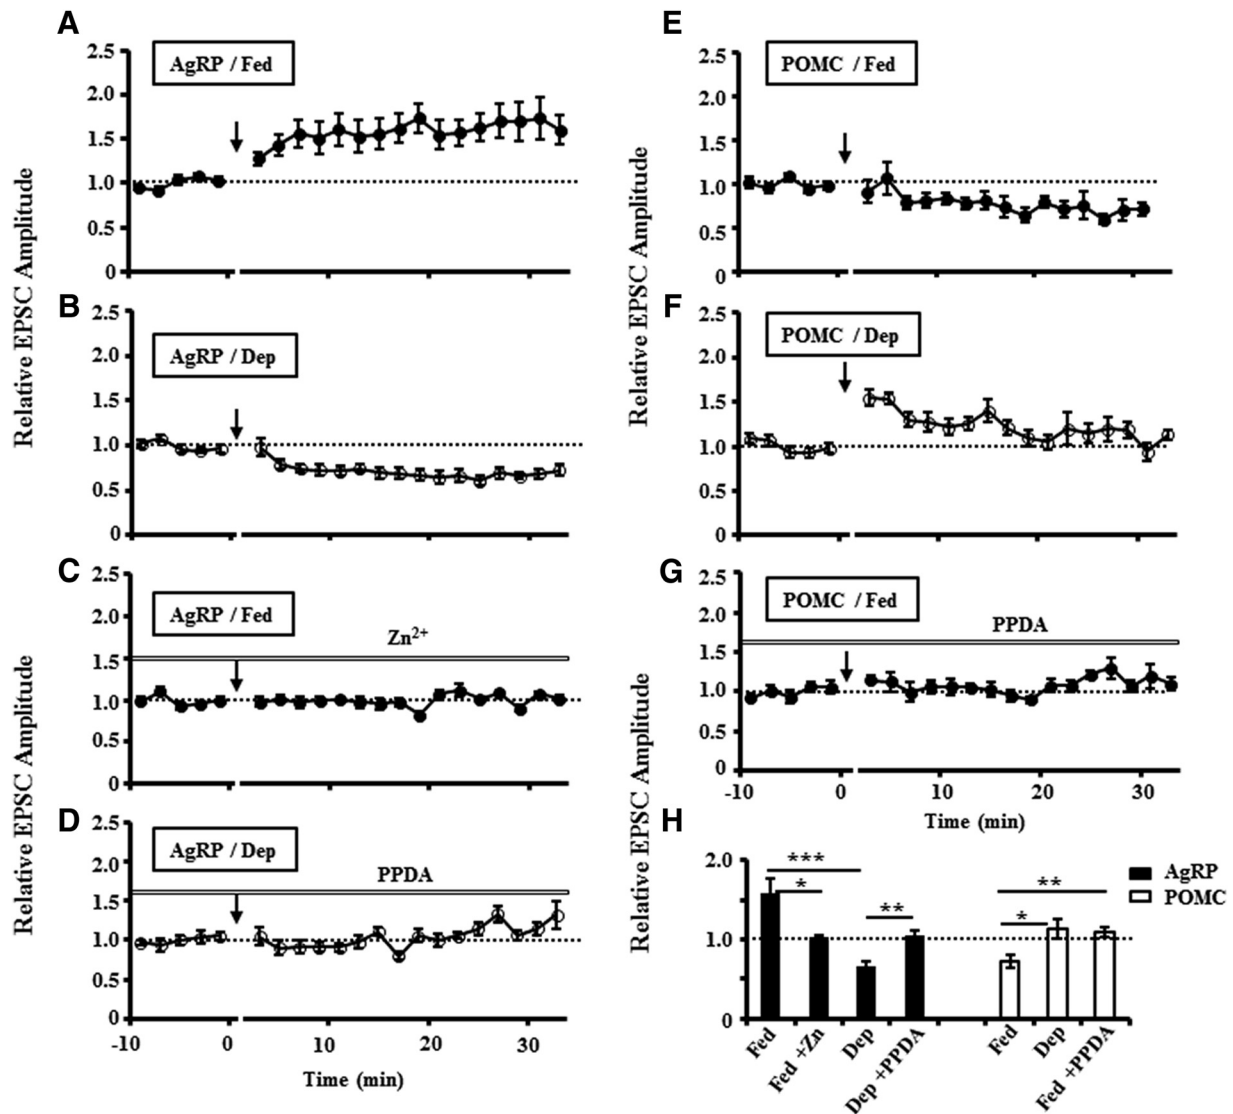 A
Relative EPSC Amplitude
2.5
2.0
1.5
1.0
0.5
0
AgRP / Fed
B
2.5
2.0
1.5
1.0
0.5
0
AgRP / Dep
C
Relative EPSC Amplitude
2.5
2.0
1.5
1.0
0.5
0
AgRP / Fed
Zn²⁺
D
2.5
2.0
1.5
1.0
0.5
0
AgRP / Dep
PPDA
-10 0 10 20 30
Time (min)
E
Relative EPSC Amplitude
2.5
2.0
1.5
1.0
0.5
0
POMC / Fed
F
2.5
2.0
1.5
1.0
0.5
0
POMC / Dep
G
Relative EPSC Amplitude
2.5
2.0
1.5
1.0
0.5
0
POMC / Fed
PPDA
-10 0 10 20 30
Time (min)
H
2.0
1.0
0
***
*
**
**
*
AgRP
POMC
Fed
Fed +Zn
Dep
Dep +PPDA
Fed
Dep
Fed +PPDA